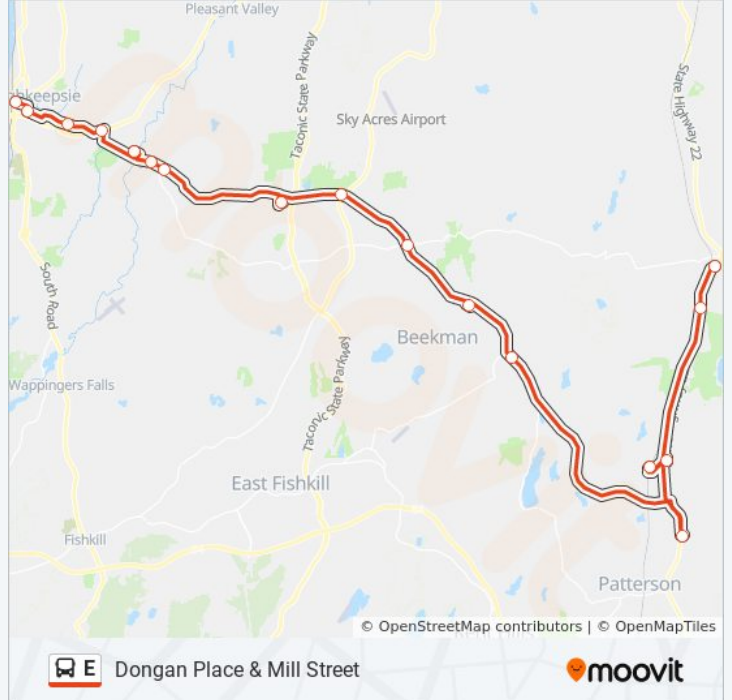 Pleasant Valley
hkeepsie
Taconic State Parkway
Sky Acres Airport
State Highway 22
South Road
Beekman
Wappingers Falls
Taconic State Parkway
East Fishkill
Fishkill
Patterson
© OpenStreetMap contributors | © OpenMapTiles
E Dongan Place & Mill Street
moovit